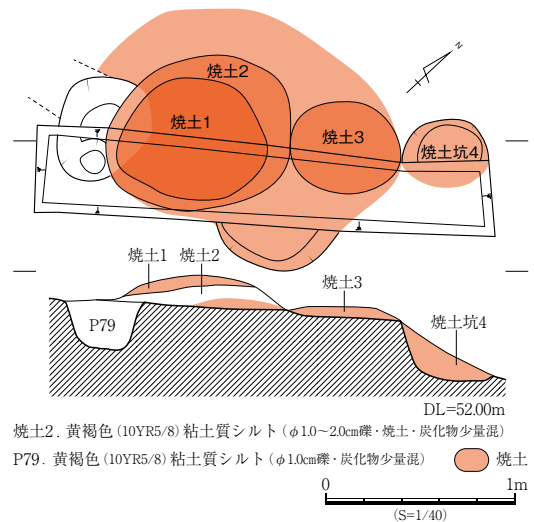 N
焼土2
焼土1
焼土3
焼土坑4
焼土1 焼土2
焼土3
焼土坑4
P79
DL=52.00m
焼土2. 黄褐色(10YR5/8)粘土質シルト(φ1.0~2.0cm礫・焼土・炭化物少量混)
P79. 黄褐色(10YR5/8)粘土質シルト(φ1.0cm礫・炭化物少量混) 焼土
0 1m
(S=1/40)